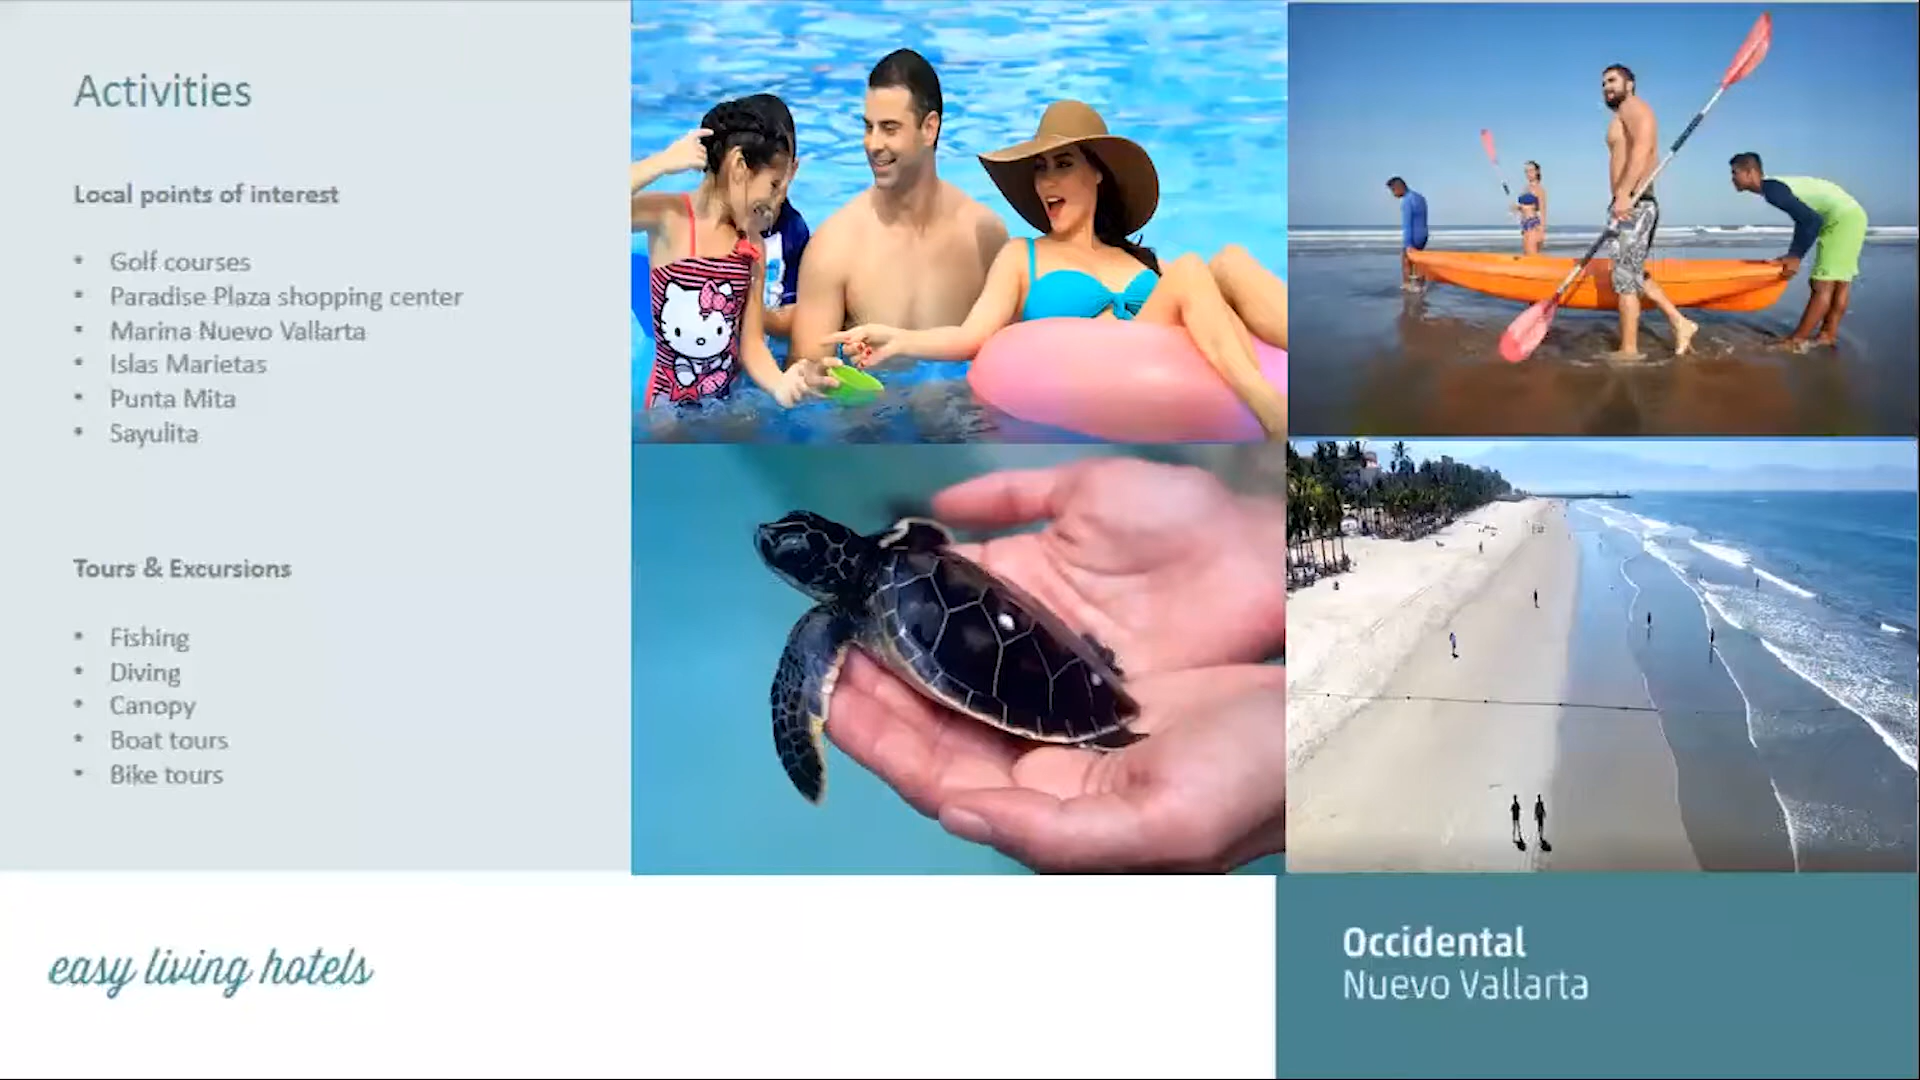 Activities
Local points of interest
• Golf courses
• Paradise Plaza shopping center
• Marina Nuevo Vallarta
• Islas Marietas
• Punta Mita
• Sayulita
Tours & Excursions
• Fishing
• Diving
• Canopy
• Boat tours
• Bike tours
easy living hotels
Occidental
Nuevo Vallarta